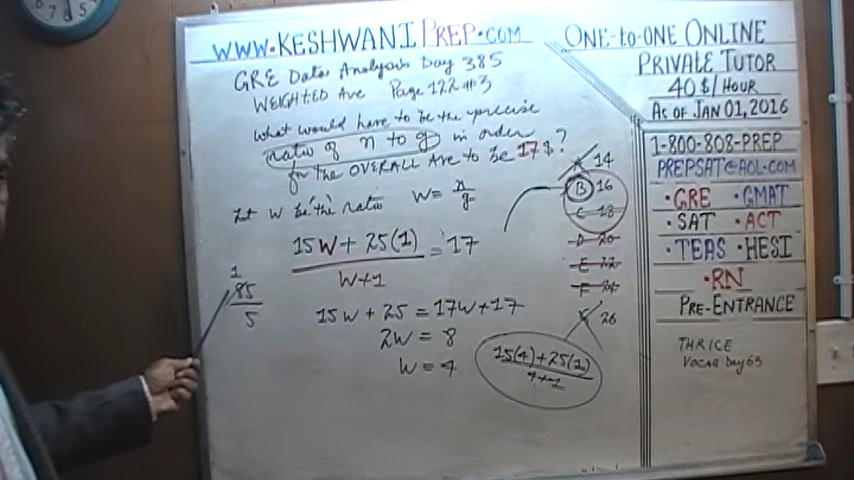 WWW.KESHWANIPREP.COM
GRE Data Analysis Day 385
WEIGHTED Ave Page 122 #3
What would have to be the precise
ratio of n to g in order
for the OVERALL Ave to be 17$?
Let W be the ratio W = n/g
15W + 25(1) / W+1 = 17
15W + 25 = 17W + 17
2W = 8
W = 4
1
85
5
A 14
B 16
C 18
D 20
E 22
F 24
26
15(4) + 25(1) / 4+1
ONE-to-ONE ONLINE
PRIVATE TUTOR
40$/HOUR
As of JAN 01, 2016
1-800-808-PREP
PREPSAT@AOL.COM
•GRE •GMAT
•SAT •ACT
•TEAS •HESI
•RN
PRE-ENTRANCE
THRICE
VOCAB Day 63
6
7
5